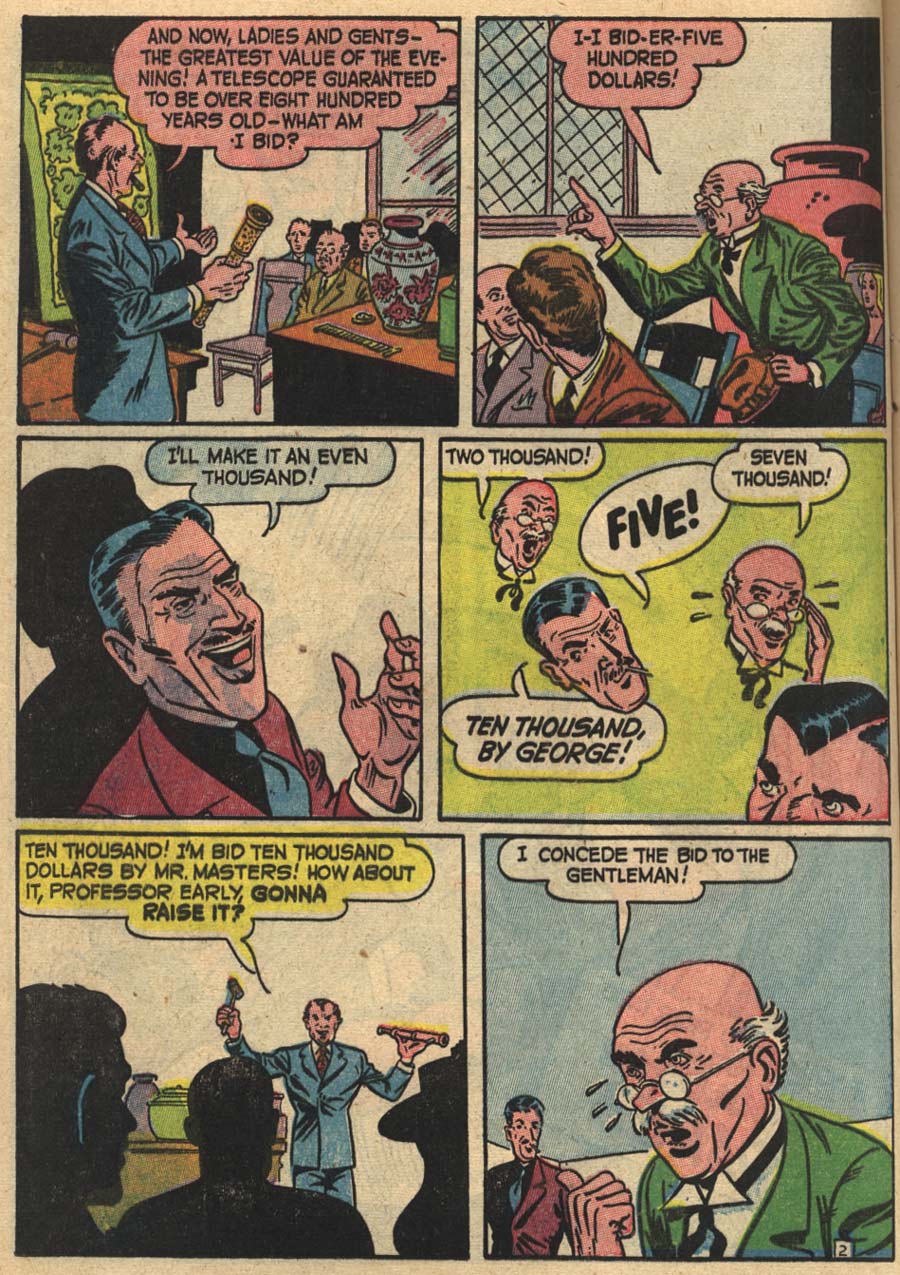 AND NOW, LADIES AND GENTS-
THE GREATEST VALUE OF THE EVE-
NING! A TELESCOPE GUARANTEED
TO BE OVER EIGHT HUNDRED
YEARS OLD-WHAT AM
I BID?
I-I BID-ER-FIVE
HUNDRED
DOLLARS!
I'LL MAKE IT AN EVEN
THOUSAND!
TWO THOUSAND!
FIVE!
SEVEN
THOUSAND!
TEN THOUSAND,
BY GEORGE!
TEN THOUSAND! I'M BID TEN THOUSAND
DOLLARS BY MR. MASTERS! HOW ABOUT
IT, PROFESSOR EARLY, GONNA
RAISE IT?
I CONCEDE THE BID TO THE
GENTLEMAN!
2